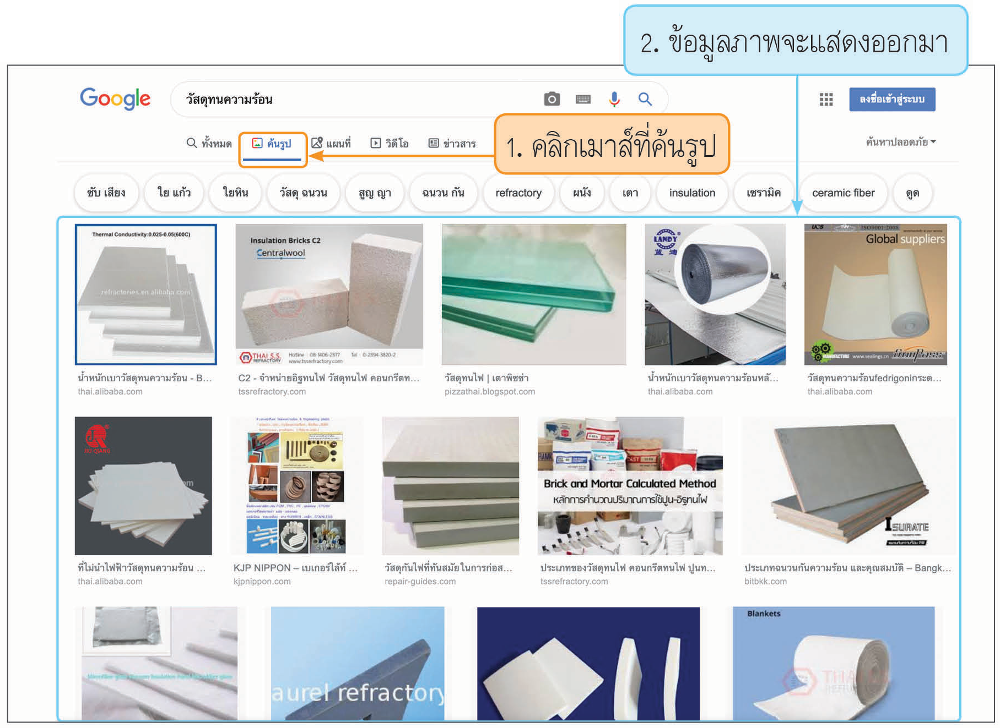 2. ข้อมูลภาพจะแสดงออกมา
Google
วัสดุทนความร้อน
ลงชื่อเข้าสู่ระบบ
ทั้งหมด
ค้นรูป
แผนที่
วิดีโอ
ข่าวสาร
1. คลิกเมาส์ที่ค้นรูป
ค้นหาปลอดภัย
ซับ เสียง
ใย แก้ว
ใยหิน
วัสดุ ฉนวน
สูญ ญา
ฉนวน กัน
refractory
ผนัง
เตา
insulation
เซรามิค
ceramic fiber
ดูด
Thermal Conductivity:0.025-0.05(600C)
refractories.en.alibaba.com
Insulation Bricks C2
Centralwool
THAI S.S.
REFRACTORY
Hotline : 08-1406-2377 Tel : 0-2394-3820-2
www.tssrefractory.com
LANDY
蓝迪
UCS
TÜV
ISO9001:2008
Global suppliers
MANUFACTURE
www.sealings.cn
SunPass
น้ำหนักเบาวัสดุทนความร้อน - B...
thai.alibaba.com
C2 - จำหน่ายอิฐทนไฟ วัสดุทนไฟ คอนกรีตท...
tssrefractory.com
วัสดุทนไฟ | เตาพิซซ่า
pizzathai.blogspot.com
น้ำหนักเบาวัสดุทนความร้อนหลั...
thai.alibaba.com
วัสดุทนความร้อนfedrigoniกระด...
thai.alibaba.com
JIU QIANG
Brick and Mortar Calculated Method
หลักการคำนวณปริมาณการใช้ปูน-อิฐทนไฟ
ISURATE
ที่ไม่นำไฟฟ้าวัสดุทนความร้อน ...
thai.alibaba.com
KJP NIPPON – เบเกอร์ไล้ท์ ...
kjpnippon.com
วัสดุกันไฟที่ทันสมัยในการก่อส...
repair-guides.com
ประเภทของวัสดุทนไฟ คอนกรีตทนไฟ ปูนท...
tssrefractory.com
ประเภทฉนวนกันความร้อน และคุณสมบัติ – Bangk...
bitbkk.com
aurel refractory
Blankets
THAI S.S.